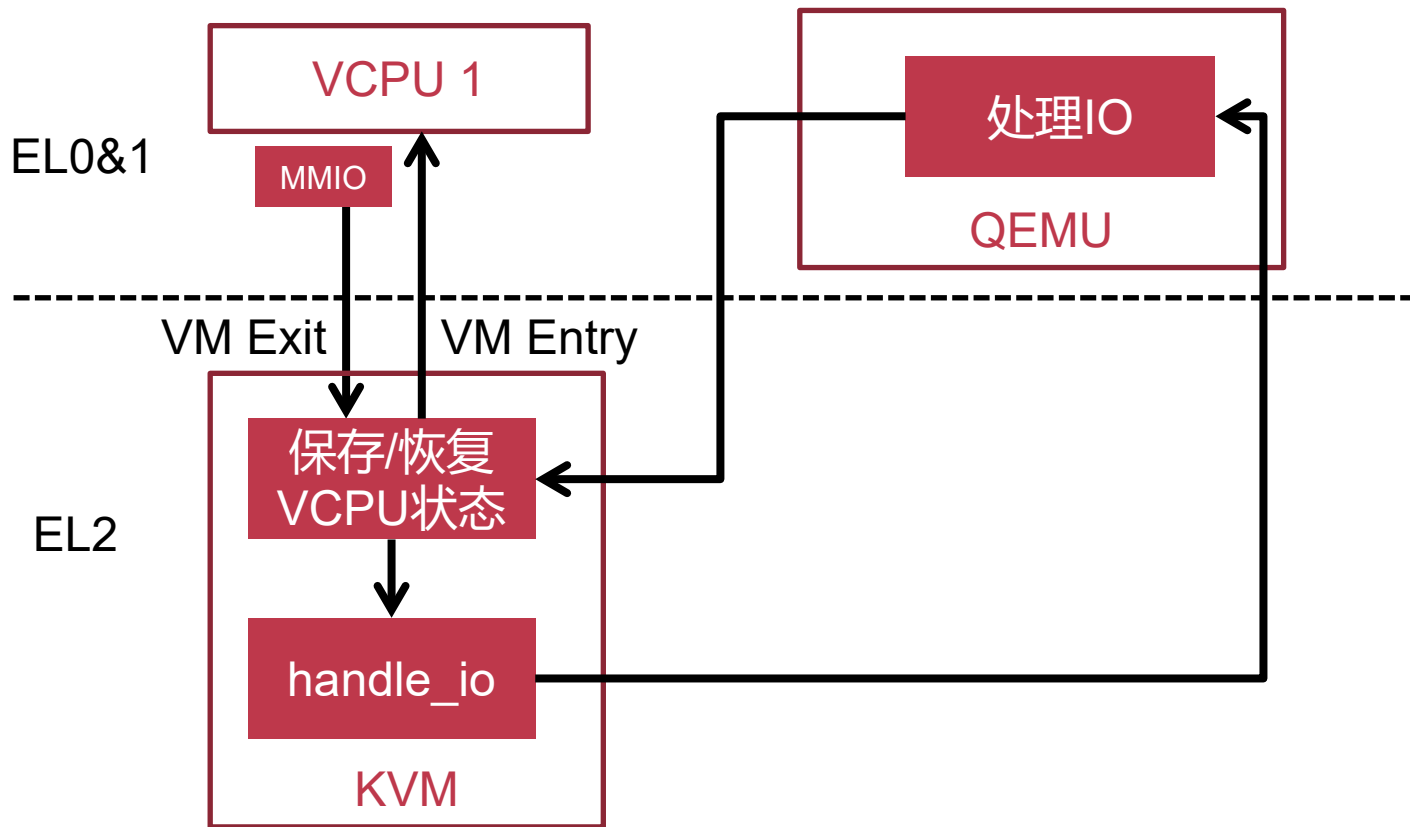 VCPU 1
处理IO
EL0&1
MMIO
QEMU
VM Exit
VM Entry
保存/恢复
VCPU状态
EL2
handle_io
KVM